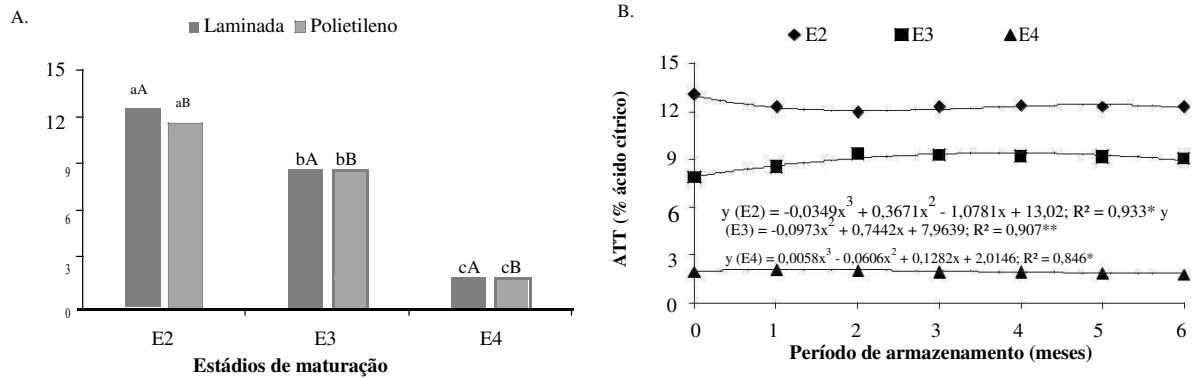 A.
Laminada Polietileno
15
12
9
6
3
0
aA
aB
bA
bB
cA
cB
E2 E3 E4
Estádios de maturação
B.
E2 E3 E4
ATT (% ácido cítrico)
15
12
9
6
3
0
y (E2) = -0,0349x³ + 0,3671x² - 1,0781x + 13,02; R² = 0,933* y
(E3) = -0,0973x² + 0,7442x + 7,9639; R² = 0,907**
y (E4) = 0,0058x³ - 0,0606x² + 0,1282x + 2,0146; R² = 0,846*
0 1 2 3 4 5 6
Período de armazenamento (meses)